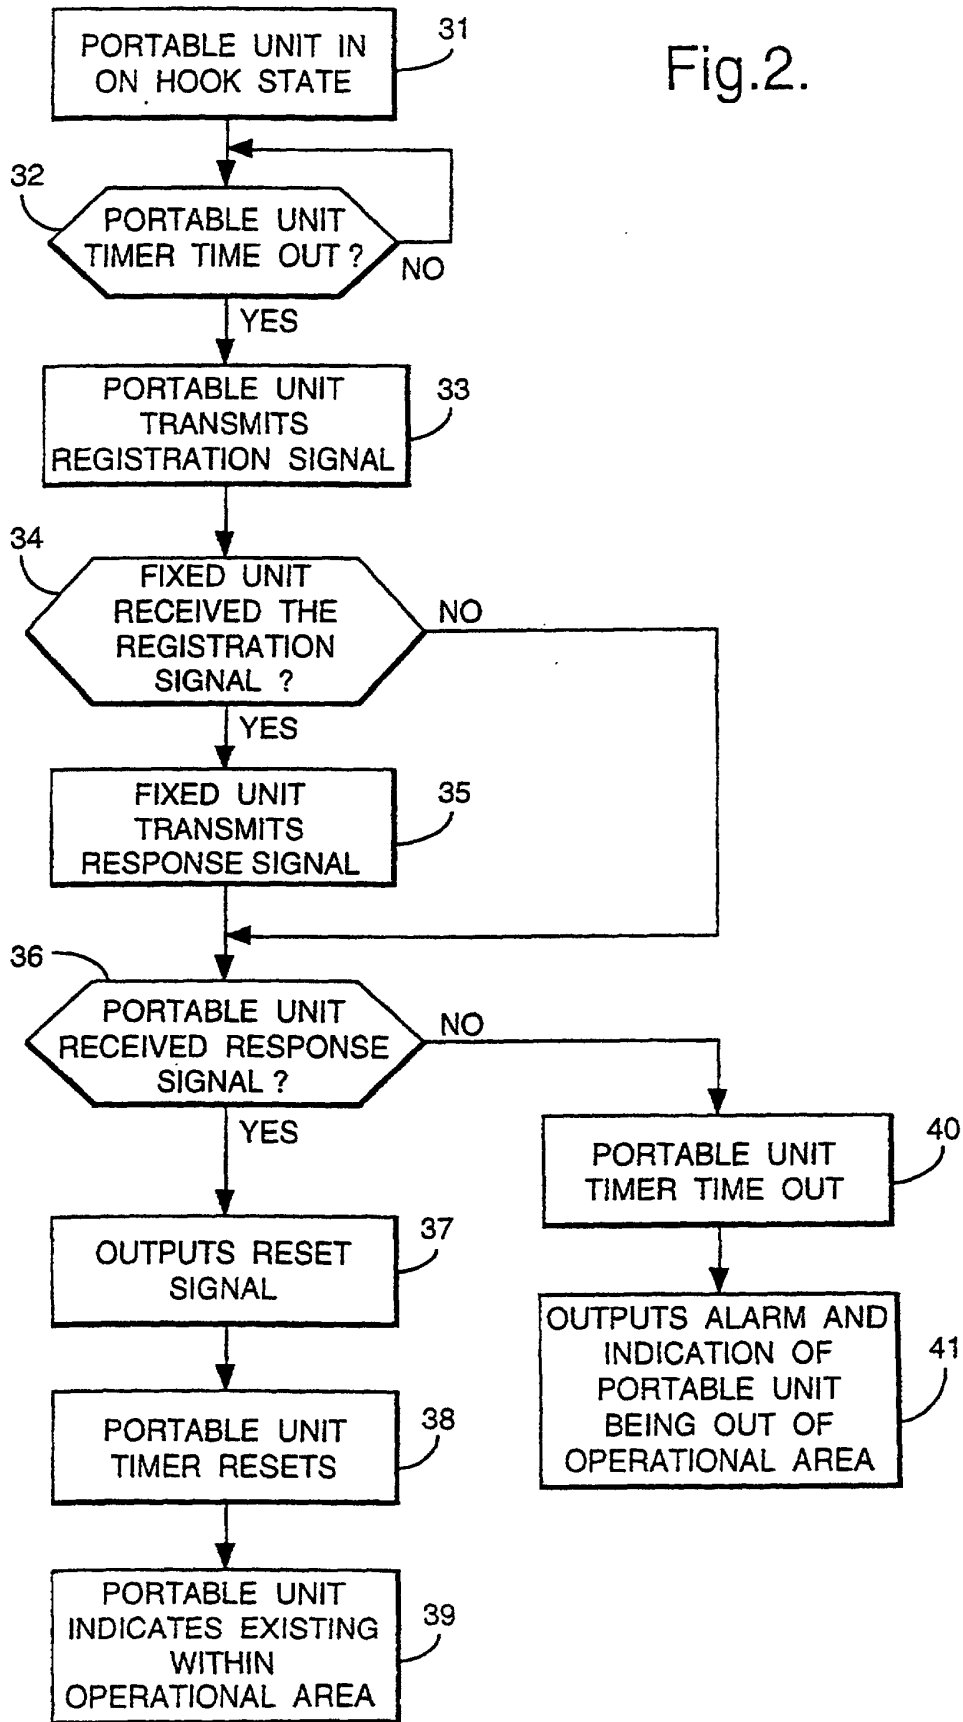 Fig.2.
PORTABLE UNIT IN
ON HOOK STATE
31
32
PORTABLE UNIT
TIMER TIME OUT ?
NO
YES
PORTABLE UNIT
TRANSMITS
REGISTRATION SIGNAL
33
34
FIXED UNIT
RECEIVED THE
REGISTRATION
SIGNAL ?
NO
YES
FIXED UNIT
TRANSMITS
RESPONSE SIGNAL
35
36
PORTABLE UNIT
RECEIVED RESPONSE
SIGNAL ?
NO
YES
PORTABLE UNIT
TIMER TIME OUT
40
OUTPUTS RESET
SIGNAL
37
OUTPUTS ALARM AND
INDICATION OF
PORTABLE UNIT
BEING OUT OF
OPERATIONAL AREA
41
PORTABLE UNIT
TIMER RESETS
38
PORTABLE UNIT
INDICATES EXISTING
WITHIN
OPERATIONAL AREA
39